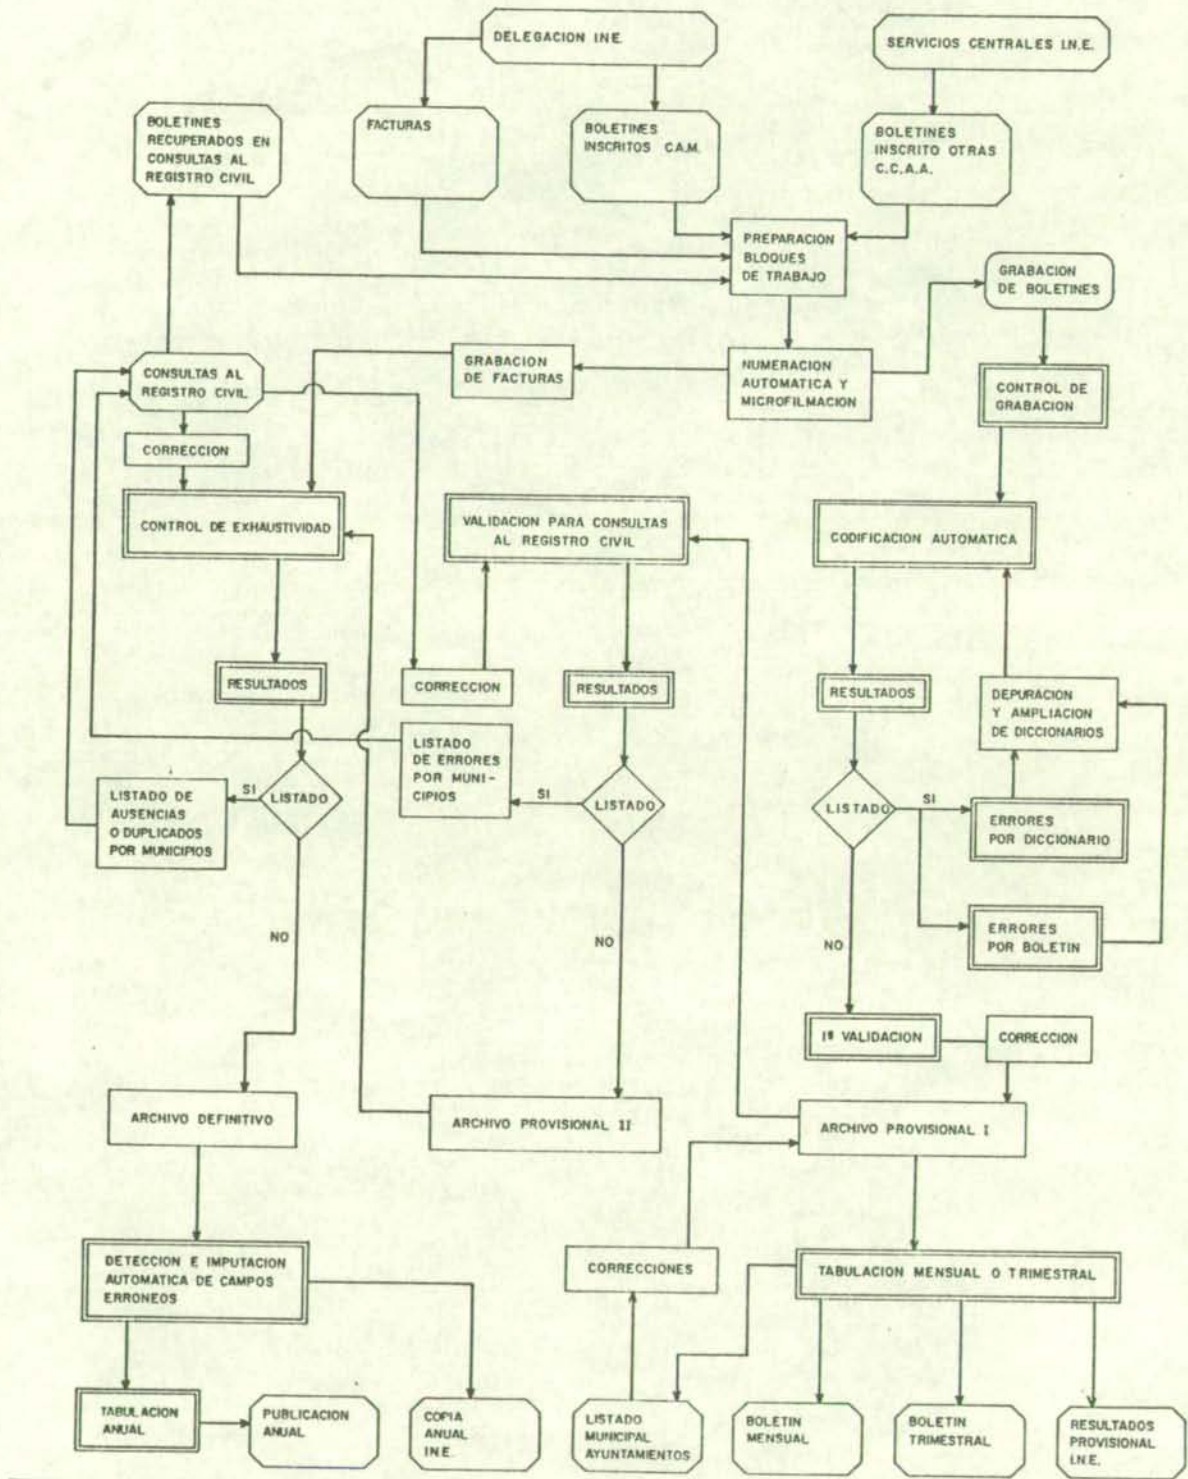 DELEGACION I.N.E.
SERVICIOS CENTRALES I.N.E.
BOLETINES
RECUPERADOS EN
CONSULTAS AL
REGISTRO CIVIL
FACTURAS
BOLETINES
INSCRITOS C.A.M.
BOLETINES
INSCRITO OTRAS
C.C.A.A.
PREPARACION
BLOQUES
DE TRABAJO
GRABACION
DE BOLETINES
CONSULTAS AL
REGISTRO CIVIL
GRABACION
DE FACTURAS
NUMERACION
AUTOMATICA Y
MICROFILMACION
CONTROL DE
GRABACION
CORRECCION
CONTROL DE EXHAUSTIVIDAD
VALIDACION PARA CONSULTAS
AL REGISTRO CIVIL
CODIFICACION AUTOMATICA
RESULTADOS
CORRECCION
RESULTADOS
RESULTADOS
DEPURACION
Y AMPLIACION
DE DICCIONARIOS
LISTADO DE
AUSENCIAS
O DUPLICADOS
POR MUNICIPIOS
SI
LISTADO
LISTADO
DE ERRORES
POR MUNI-
CIPIOS
SI
LISTADO
LISTADO
SI
ERRORES
POR DICCIONARIO
NO
NO
NO
ERRORES
POR BOLETIN
1ª VALIDACION
CORRECCION
ARCHIVO DEFINITIVO
ARCHIVO PROVISIONAL II
ARCHIVO PROVISIONAL I
DETECCION E IMPUTACION
AUTOMATICA DE CAMPOS
ERRONEOS
CORRECCIONES
TABULACION MENSUAL O TRIMESTRAL
TABULACION
ANUAL
PUBLICACION
ANUAL
COPIA
ANUAL
I.N.E.
LISTADO
MUNICIPAL
AYUNTAMIENTOS
BOLETIN
MENSUAL
BOLETIN
TRIMESTRAL
RESULTADOS
PROVISIONAL
I.N.E.